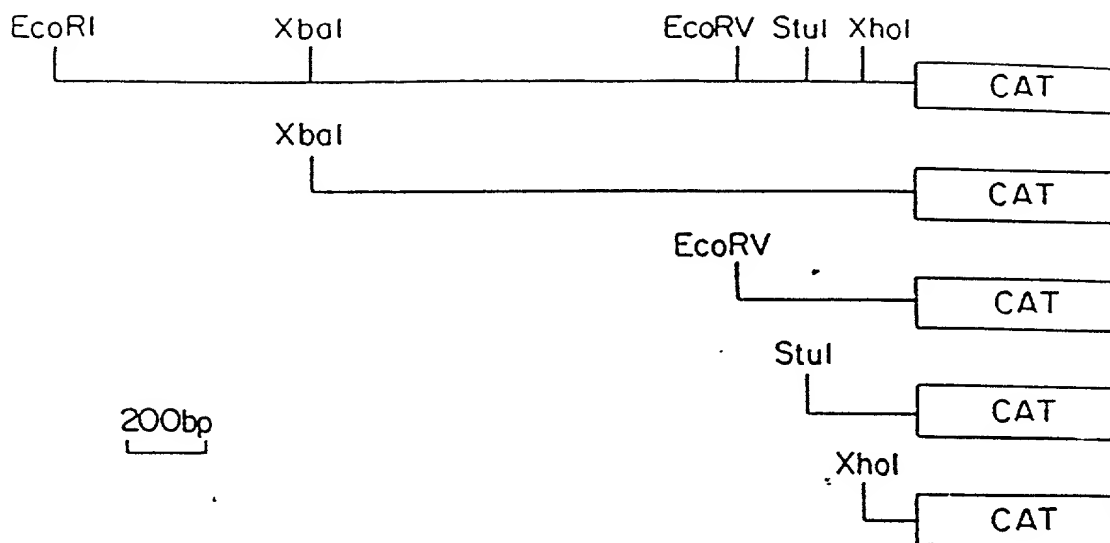 EcoRI XbaI EcoRV StuI XhoI
CAT
XbaI
CAT
EcoRV
CAT
StuI
200bp
CAT
XhoI
CAT